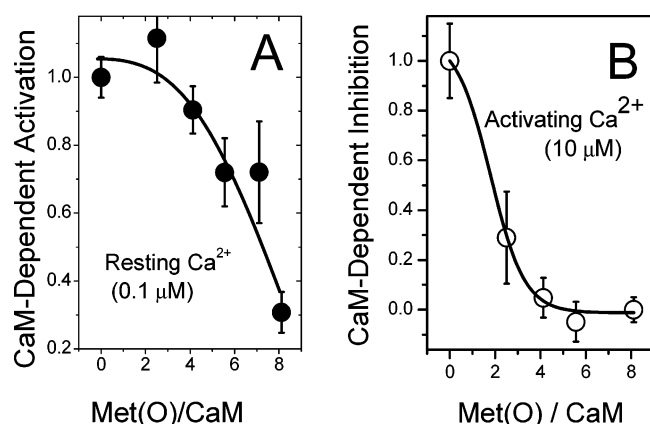 A
CaM-Dependent Activation
1.0
0.8
0.6
0.4
0.2
Resting Ca2+
(0.1 µM)
0 2 4 6 8
Met(O)/CaM
B
CaM-Dependent Inhibition
1.0
0.8
0.6
0.4
0.2
0.0
Activating Ca2+
(10 µM)
0 2 4 6 8
Met(O) / CaM